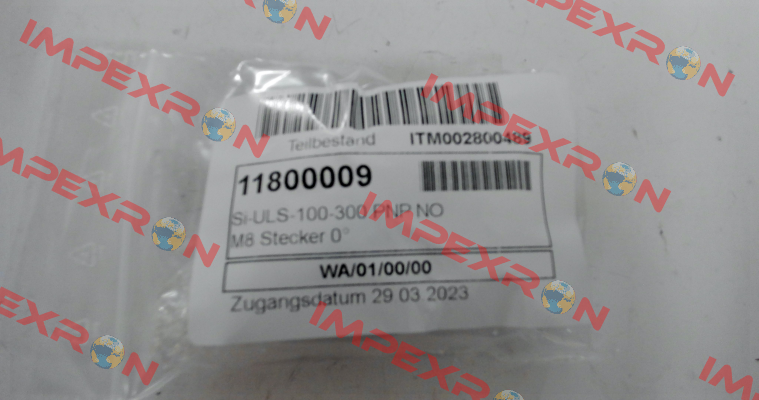 Teilbestand ITM002800489
11800009
Si-ULS-100-300 PNP NO
M8 Stecker 0°
WA/01/00/00
Zugangsdatum 29 03 2023
IMPEXRON
IMPEXRON
IMPEXRON
IMPEXRON
IMPEXRON